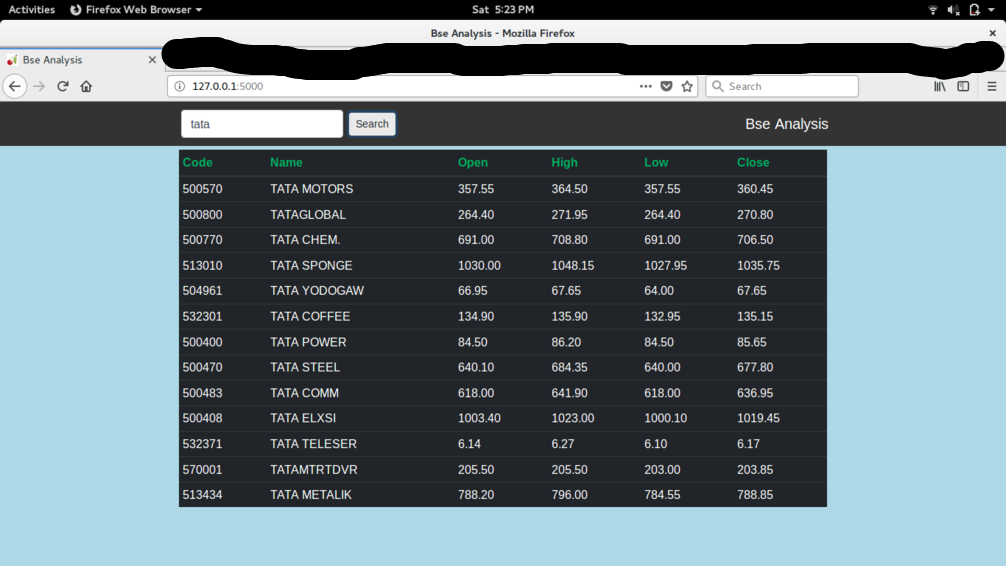 Activities Firefox Web Browser Sat 5:23 PM
Bse Analysis - Mozilla Firefox
Bse Analysis
127.0.0.1:5000 Search
tata Search Bse Analysis
Code Name Open High Low Close
500570 TATA MOTORS 357.55 364.50 357.55 360.45
500800 TATAGLOBAL 264.40 271.95 264.40 270.80
500770 TATA CHEM. 691.00 708.80 691.00 706.50
513010 TATA SPONGE 1030.00 1048.15 1027.95 1035.75
504961 TATA YODOGAW 66.95 67.65 64.00 67.65
532301 TATA COFFEE 134.90 135.90 132.95 135.15
500400 TATA POWER 84.50 86.20 84.50 85.65
500470 TATA STEEL 640.10 684.35 640.00 677.80
500483 TATA COMM 618.00 641.90 618.00 636.95
500408 TATA ELXSI 1003.40 1023.00 1000.10 1019.45
532371 TATA TELESER 6.14 6.27 6.10 6.17
570001 TATAMTRTDVR 205.50 205.50 203.00 203.85
513434 TATA METALIK 788.20 796.00 784.55 788.85